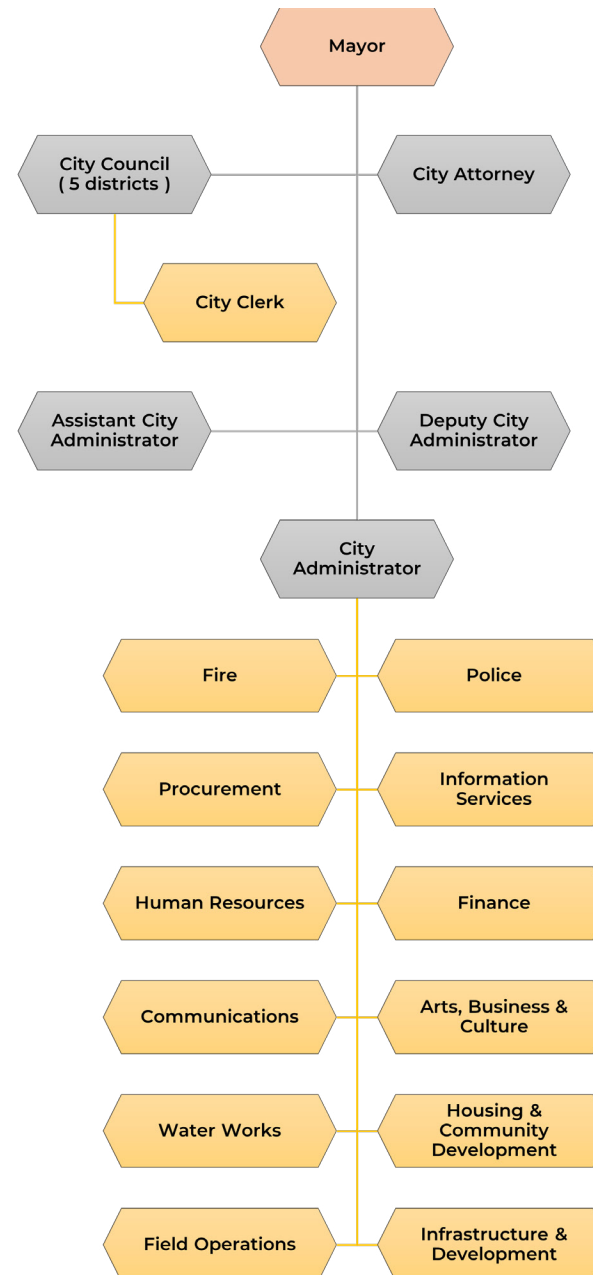 Mayor
City Council
( 5 districts )
City Attorney
City Clerk
Assistant City
Administrator
Deputy City
Administrator
City
Administrator
Fire
Police
Procurement
Information
Services
Human Resources
Finance
Communications
Arts, Business &
Culture
Water Works
Housing &
Community
Development
Field Operations
Infrastructure &
Development